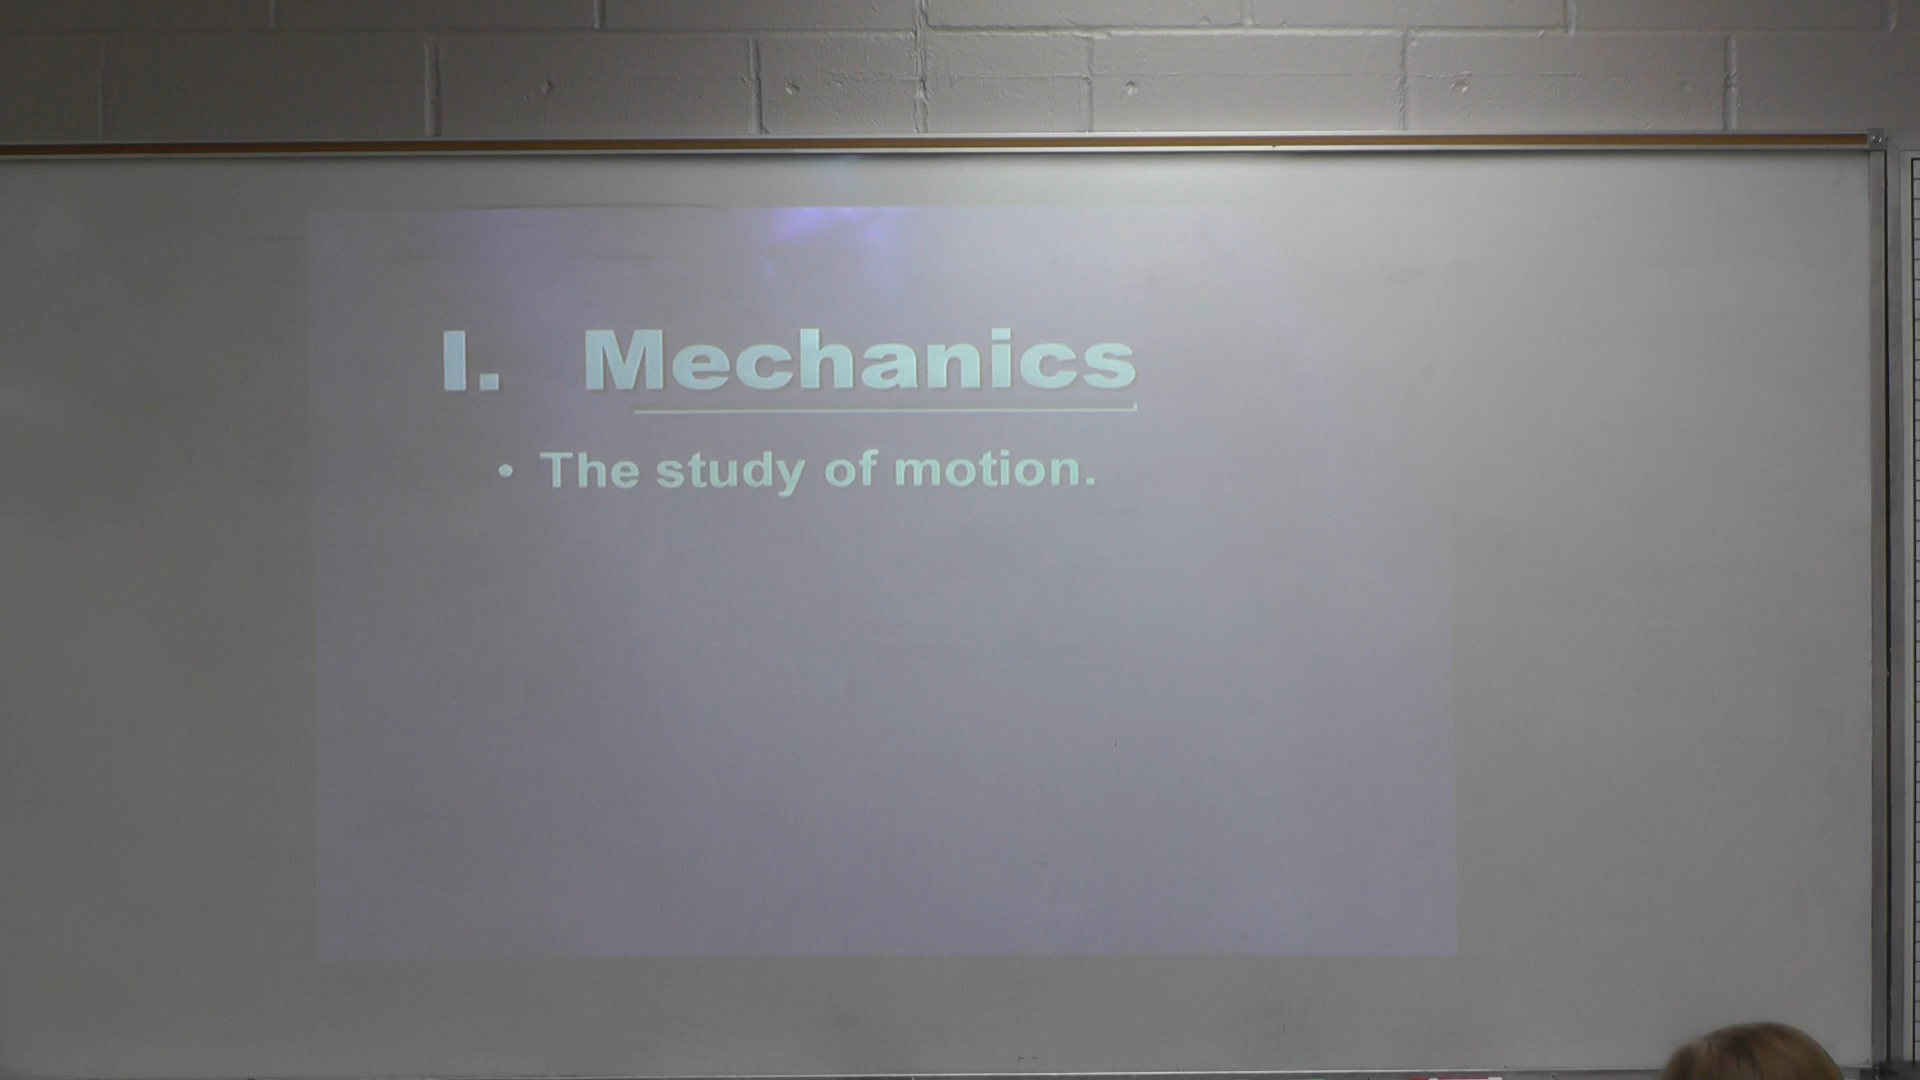 I. Mechanics
• The study of motion.